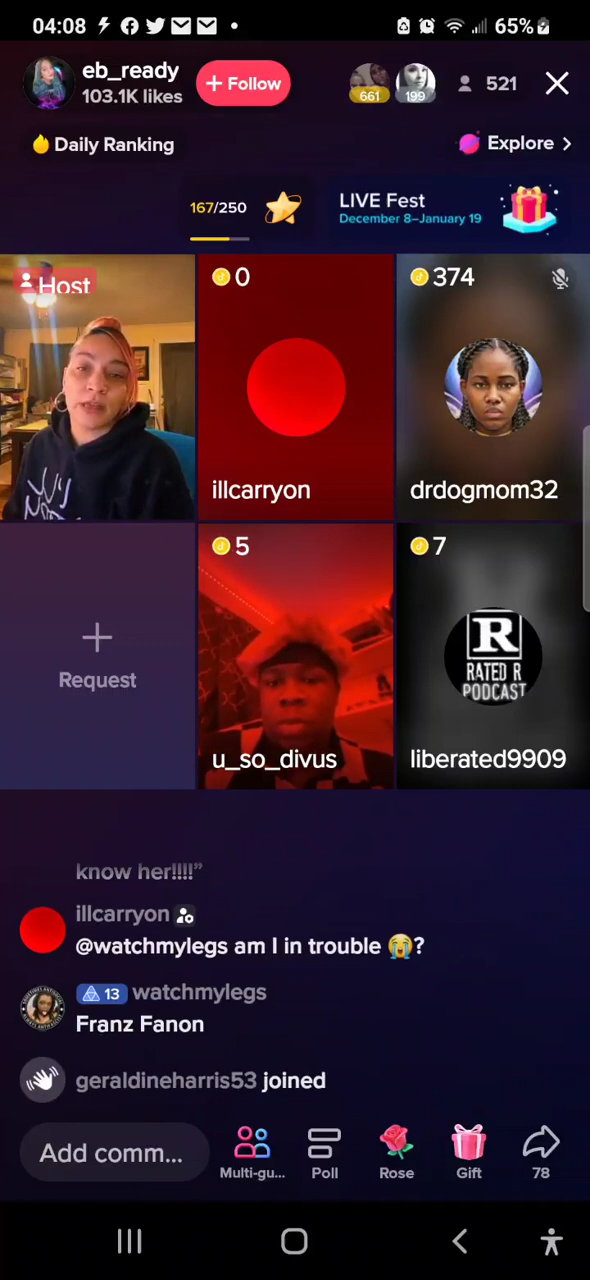 04:08
65%
eb_ready
103.1K likes
+ Follow
661
199
521
Daily Ranking
Explore >
167/250
LIVE Fest
December 8–January 19
Host
0
374
illcarryon
drdogmom32
5
7
R
RATED R
PODCAST
+
Request
u_so_divus
liberated9909
know her!!!!”
illcarryon
@watchmylegs am I in trouble 😭?
13 watchmylegs
Franz Fanon
geraldineharris53 joined
Add comm...
Multi-gu...
Poll
Rose
Gift
78